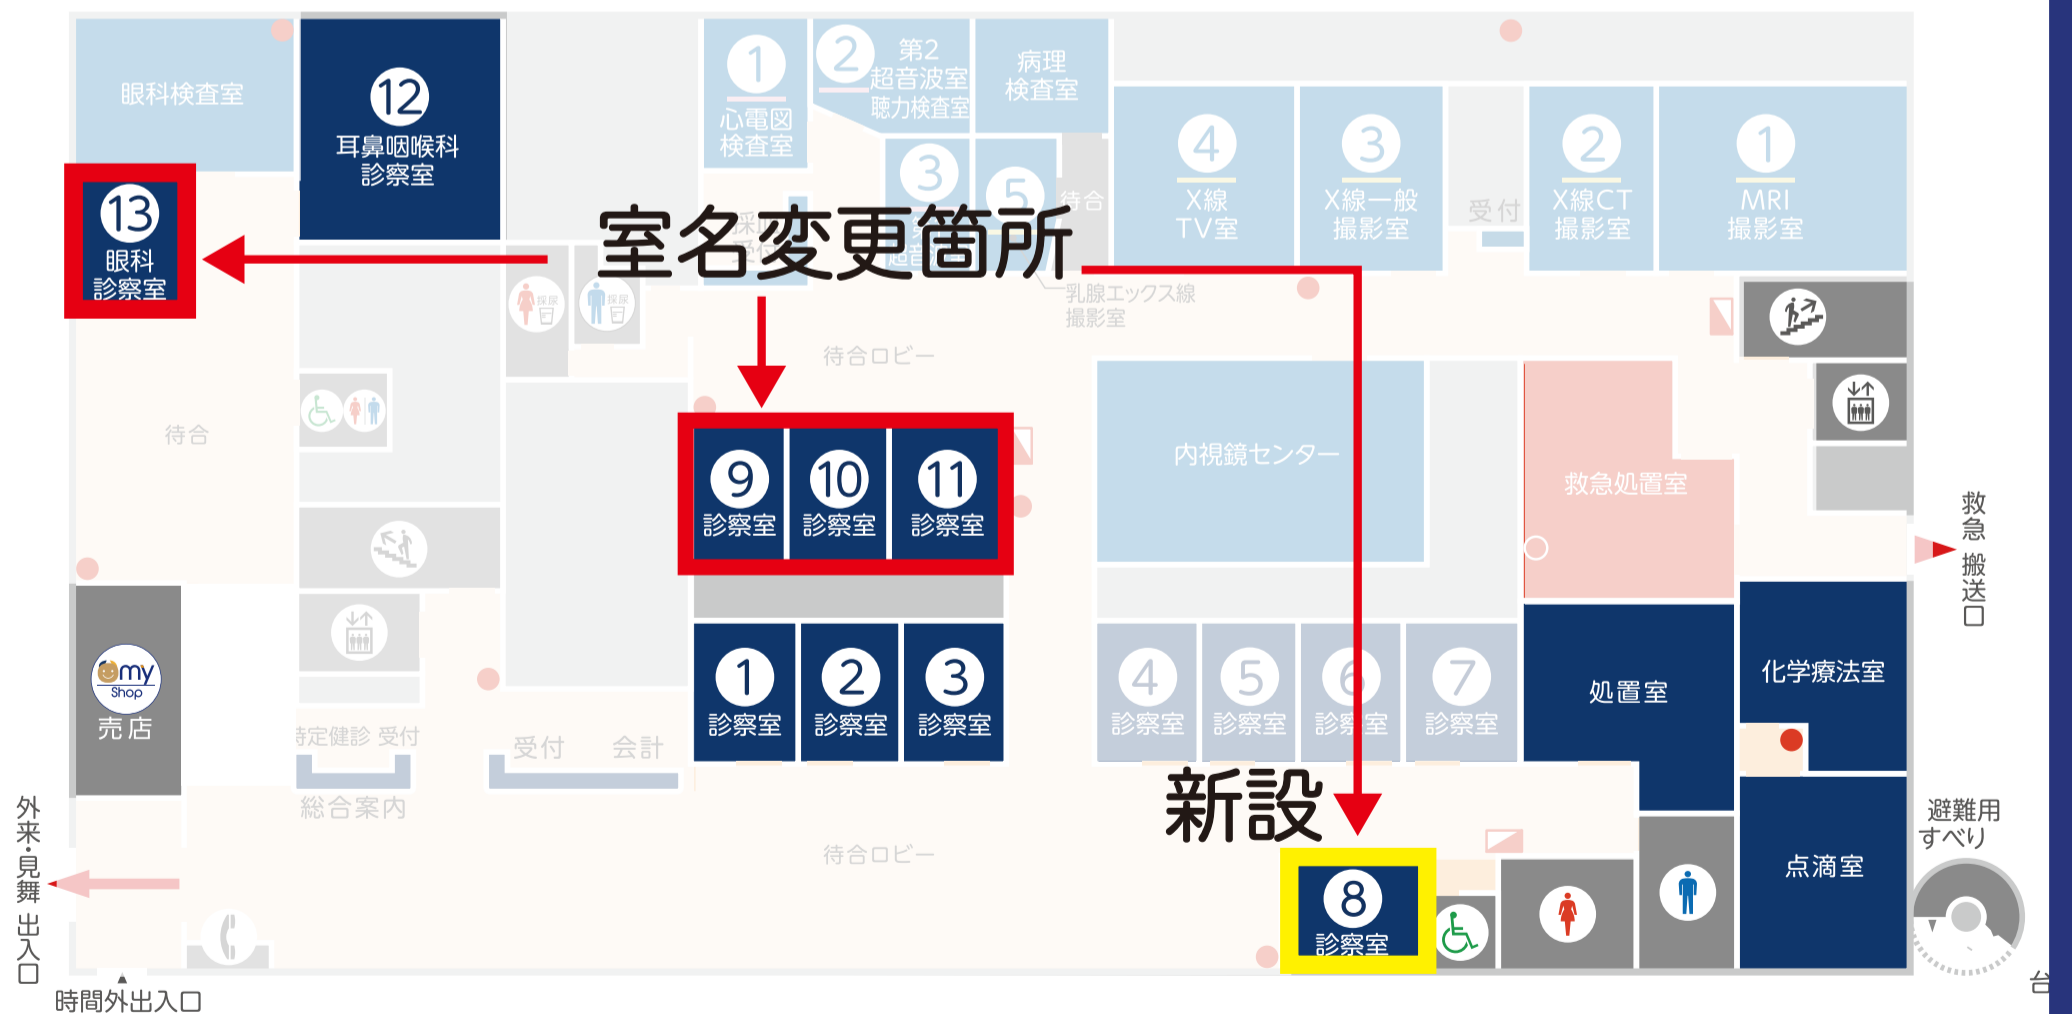 眼科検査室
12
耳鼻咽喉科
診察室
1
心電図
検査室
2
第2
超音波室
聴力検査室
病理
検査室
3
5
待合
4
X線
TV室
3
X線一般
撮影室
受付
2
X線CT
撮影室
1
MRI
撮影室
13
眼科
診察室
室名変更箇所
採尿
採尿
乳腺エックス線
撮影室
待合ロビー
待合
9
診察室
10
診察室
11
診察室
内視鏡センター
救急処置室
救急 搬送口
my
Shop
売店
特定健診 受付
総合案内
受付
会計
1
診察室
2
診察室
3
診察室
4
診察室
5
診察室
6
診察室
7
診察室
処置室
化学療法室
新設
待合ロビー
8
診察室
点滴室
避難用
すべり
台
外来・見舞 出入口
時間外出入口